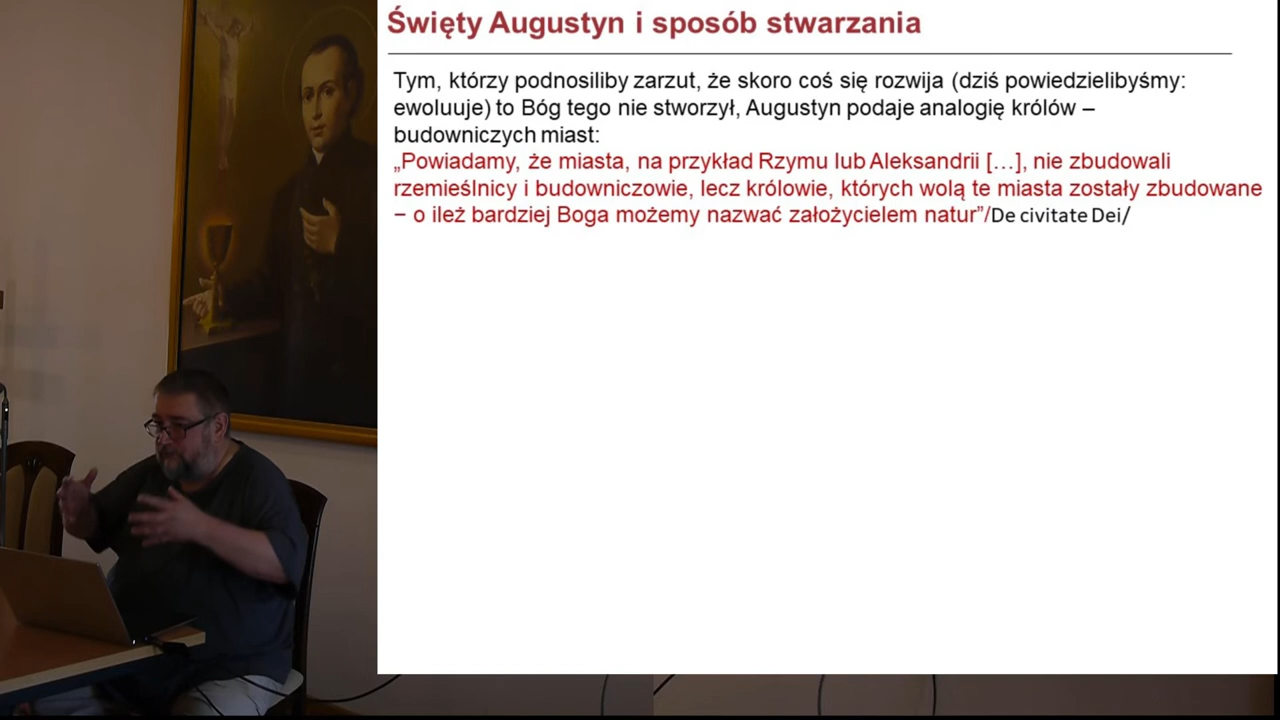 Święty Augustyn i sposób stwarzania
Tym, którzy podnosiliby zarzut, że skoro coś się rozwija (dziś powiedzielibyśmy:
ewoluuje) to Bóg tego nie stworzył, Augustyn podaje analogię królów –
budowniczych miast:
„Powiadamy, że miasta, na przykład Rzymu lub Aleksandrii […], nie zbudowali
rzemieślnicy i budowniczowie, lecz królowie, których wolą te miasta zostały zbudowane
− o ileż bardziej Boga możemy nazwać założycielem natur”/De civitate Dei/